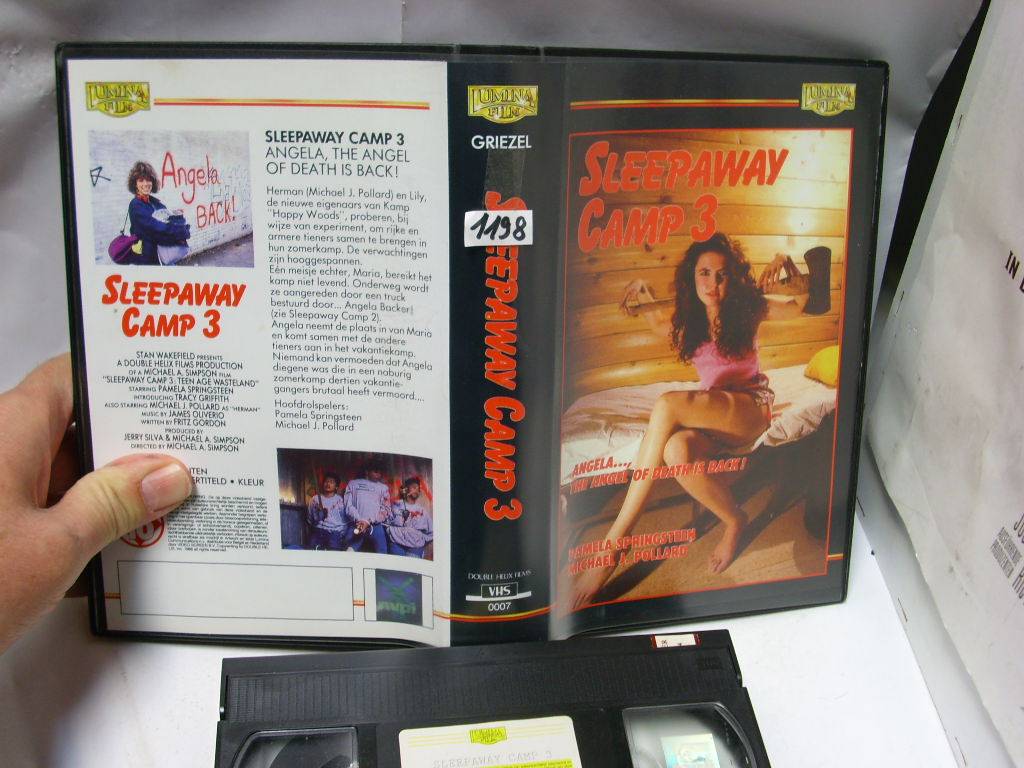 LUMINA
FILM
Angela
BACK!
SLEEPAWAY
CAMP 3
STAN WAKEFIELD PRESENTS
A DOUBLE HELIX FILMS PRODUCTION
OF A MICHAEL A. SIMPSON FILM
"SLEEPAWAY CAMP 3: TEEN AGE WASTELAND"
STARRING PAMELA SPRINGSTEEN
INTRODUCING TRACY GRIFFITH
ALSO STARRING MICHAEL J. POLLARD AS "HERMAN"
MUSIC BY JAMES OLIVERIO
WRITTEN BY FRITZ GORDON
PRODUCED BY
JERRY SILVA & MICHAEL A. SIMPSON
DIRECTED BY MICHAEL A. SIMPSON
KLEUR
SLEEPAWAY CAMP 3
ANGELA, THE ANGEL
OF DEATH IS BACK!
Herman (Michael J. Pollard) en Lily,
de nieuwe eigenaars van Kamp
"Happy Woods", proberen, bij
wijze van experiment, om rijke en
armere tieners samen te brengen in
hun zomerkamp. De verwachtingen
zijn hooggespannen.
Eén meisje echter, Maria, bereikt het
kamp niet levend. Onderweg wordt
ze aangereden door een truck
bestuurd door... Angela Backer!
(zie Sleepaway Camp 2).
Angela neemt de plaats in van Maria
en komt samen met de andere
tieners aan in het vakantiekamp.
Niemand kan vermoeden dat Angela
diegene was die in een naburig
zomerkamp dertien vakantie-
gangers brutaal heeft vermoord....
Hoofdrolspelers:
Pamela Springsteen
Michael J. Pollard
LUMINA
FILM
GRIEZEL
1198
SLEEPAWAY CAMP 3
DOUBLE HELIX FILMS
VHS
0007
LUMINA
FILM
SLEEPAWAY
CAMP 3
ANGELA...,
THE ANGEL OF DEATH IS BACK!
PAMELA SPRINGSTEEN
MICHAEL J. POLLARD
SLEEPAWAY CAMP 3